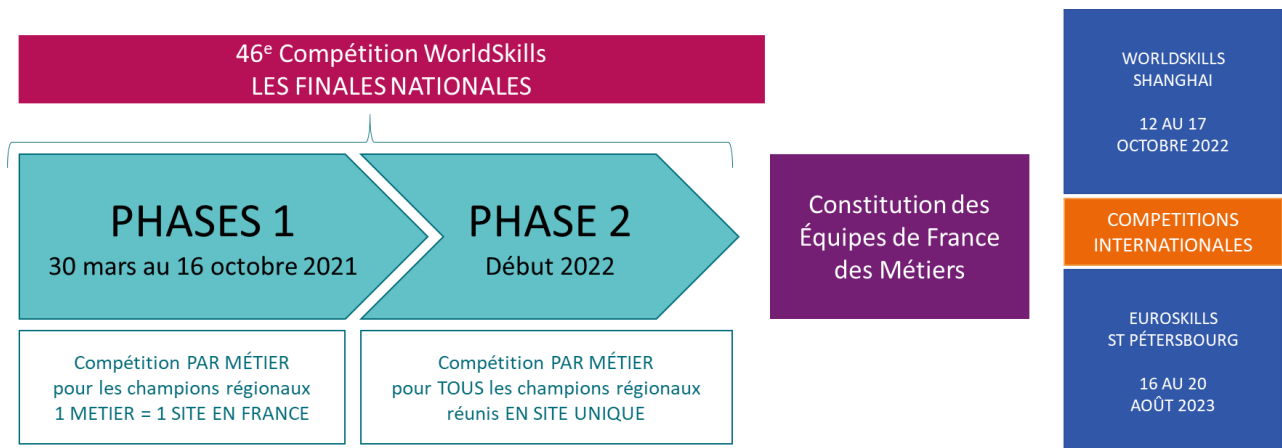 46e Compétition WorldSkills
LES FINALES NATIONALES
PHASES 1
30 mars au 16 octobre 2021
PHASE 2
Début 2022
Compétition PAR MÉTIER
pour les champions régionaux
1 METIER = 1 SITE EN FRANCE
Compétition PAR MÉTIER
pour TOUS les champions régionaux
réunis EN SITE UNIQUE
Constitution des
Équipes de France
des Métiers
WORLDSKILLS
SHANGHAI
12 AU 17
OCTOBRE 2022
COMPETITIONS
INTERNATIONALES
EUROSKILLS
ST PÉTERSBOURG
16 AU 20
AOÛT 2023